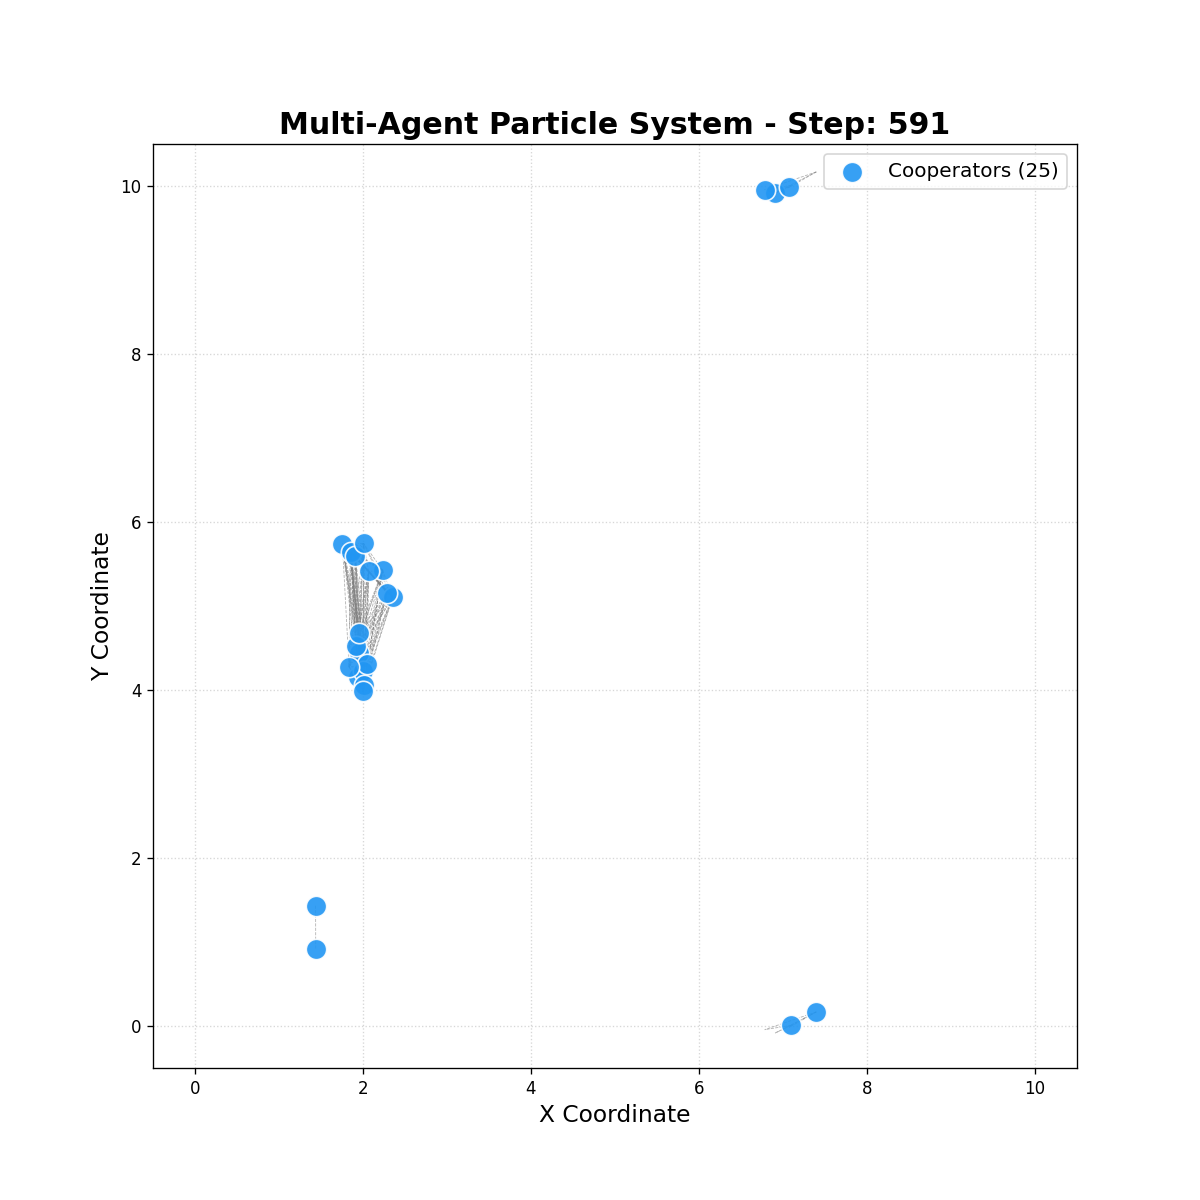 Multi-Agent Particle System - Step: 591
Cooperators (25)
10
8
6
4
2
0
Y Coordinate
0 2 4 6 8 10
X Coordinate